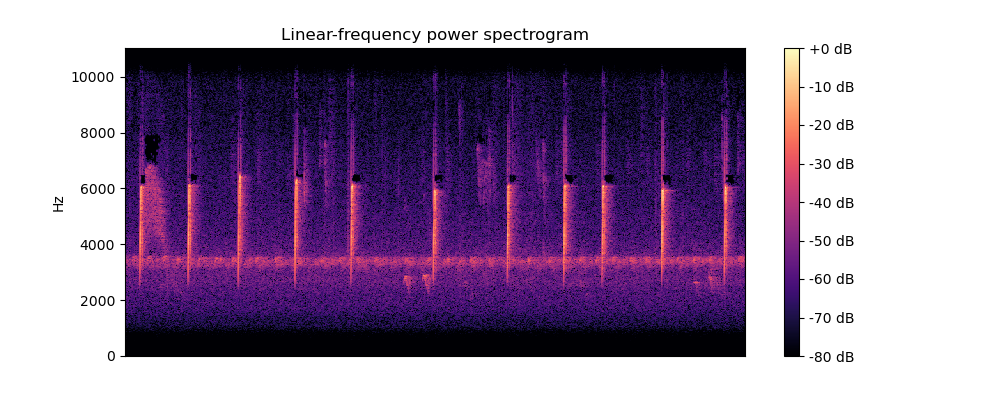 Linear-frequency power spectrogram
Hz
10000
8000
6000
4000
2000
0
+0 dB
-10 dB
-20 dB
-30 dB
-40 dB
-50 dB
-60 dB
-70 dB
-80 dB